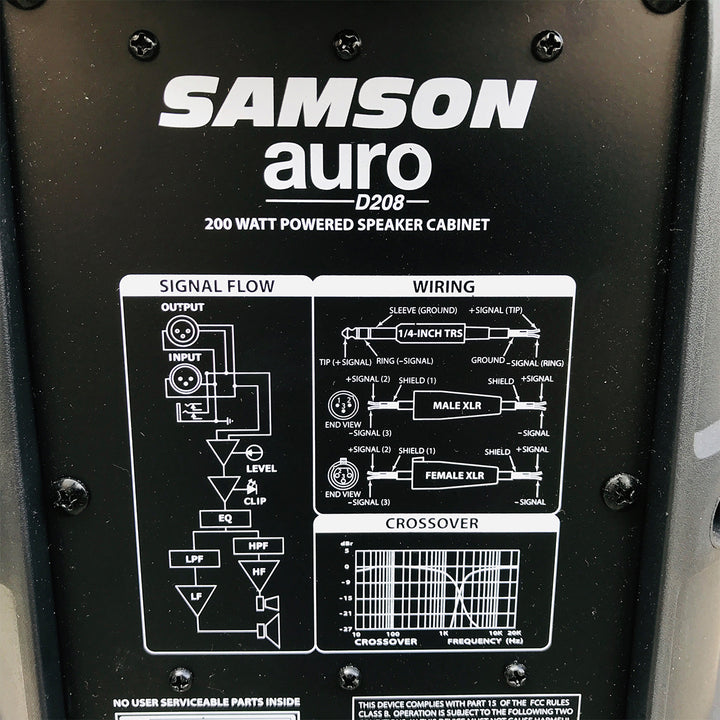 SAMSON
auro
D208
200 WATT POWERED SPEAKER CABINET
SIGNAL FLOW
OUTPUT
INPUT
LEVEL
CLIP
EQ
LPF
HPF
LF
HF
WIRING
SLEEVE (GROUND) +SIGNAL (TIP)
1/4-INCH TRS
TIP (+SIGNAL) RING (–SIGNAL) GROUND –SIGNAL (RING)
+SIGNAL (2) SHIELD (1) SHIELD +SIGNAL
1 2
3
MALE XLR
END VIEW
–SIGNAL (3) –SIGNAL
+SIGNAL (2) SHIELD (1) SHIELD +SIGNAL
FEMALE XLR
END VIEW
–SIGNAL (3) –SIGNAL
CROSSOVER
dBr
5
0
-9
-15
-21
-27
10 100 1K 10K 20K
CROSSOVER FREQUENCY (Hz)
NO USER SERVICEABLE PARTS INSIDE
THIS DEVICE COMPLIES WITH PART 15 OF THE FCC RULES
CLASS B. OPERATION IS SUBJECT TO THE FOLLOWING TWO